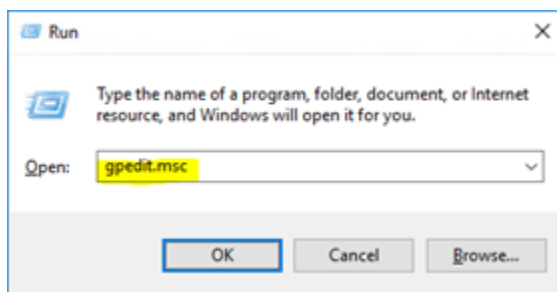 Run
Type the name of a program, folder, document, or Internet
resource, and Windows will open it for you.
Open: gpedit.msc
OK Cancel Browse...